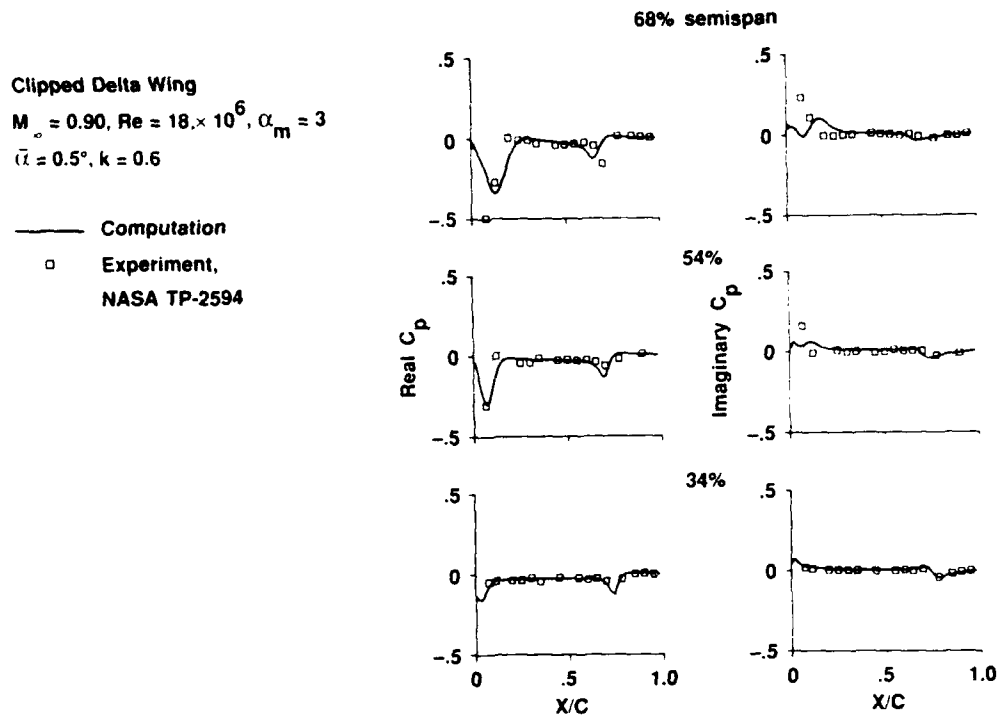 68% semispan
Clipped Delta Wing
M∞ = 0.90, Re = 18.× 10⁶, αm = 3
ᾱ = 0.5°, k = 0.6
Computation
Experiment,
NASA TP-2594
.5
0
-.5
.5
0
-.5
54%
.5
0
-.5
Real Cp
.5
0
-.5
Imaginary Cp
34%
.5
0
-.5
0 .5 1.0
X/C
.5
0
-.5
0 .5 1.0
X/C